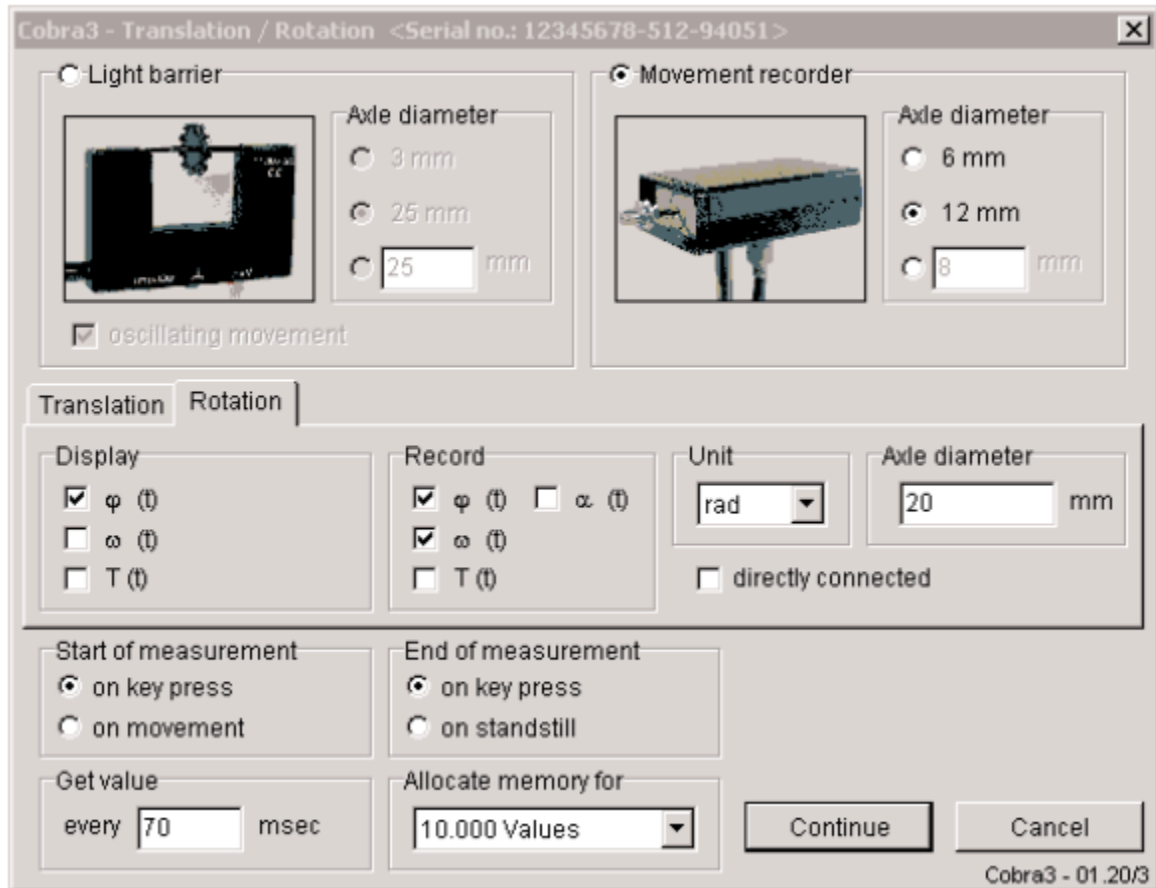 Cobra3 - Translation / Rotation <Serial no.: 12345678-512-94051>
Light barrier
Axle diameter
3 mm
25 mm
25 mm
oscillating movement
Movement recorder
Axle diameter
6 mm
12 mm
8 mm
Translation Rotation
Display
φ (t)
ω (t)
T (t)
Record
φ (t) α (t)
ω (t)
T (t)
Unit
rad
Axle diameter
20 mm
directly connected
Start of measurement
on key press
on movement
End of measurement
on key press
on standstill
Get value
every 70 msec
Allocate memory for
10.000 Values
Continue
Cancel
Cobra3 - 01.20/3